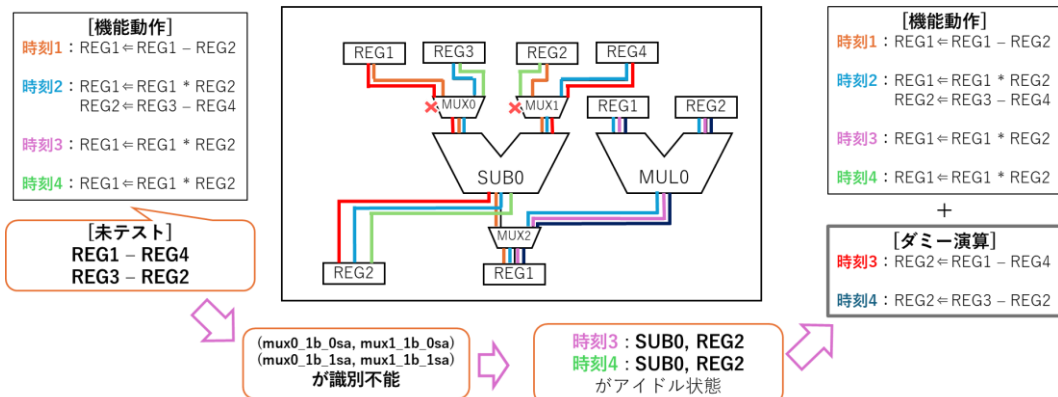 [機能動作]
時刻1：REG1⇐REG1 – REG2
時刻2：REG1⇐REG1 * REG2
REG2⇐REG3 – REG4
時刻3：REG1⇐REG1 * REG2
時刻4：REG1⇐REG1 * REG2
[未テスト]
REG1 – REG4
REG3 – REG2
REG1
REG3
REG2
REG4
MUX0
MUX1
REG1
REG2
SUB0
MUL0
MUX2
REG2
REG1
(mux0_1b_0sa, mux1_1b_0sa)
(mux0_1b_1sa, mux1_1b_1sa)
が識別不能
時刻3 : SUB0, REG2
時刻4 : SUB0, REG2
がアイドル状態
[機能動作]
時刻1：REG1⇐REG1 – REG2
時刻2：REG1⇐REG1 * REG2
REG2⇐REG3 – REG4
時刻3：REG1⇐REG1 * REG2
時刻4：REG1⇐REG1 * REG2
+
[ダミー演算]
時刻3：REG2⇐REG1 – REG4
時刻4：REG2⇐REG3 – REG2